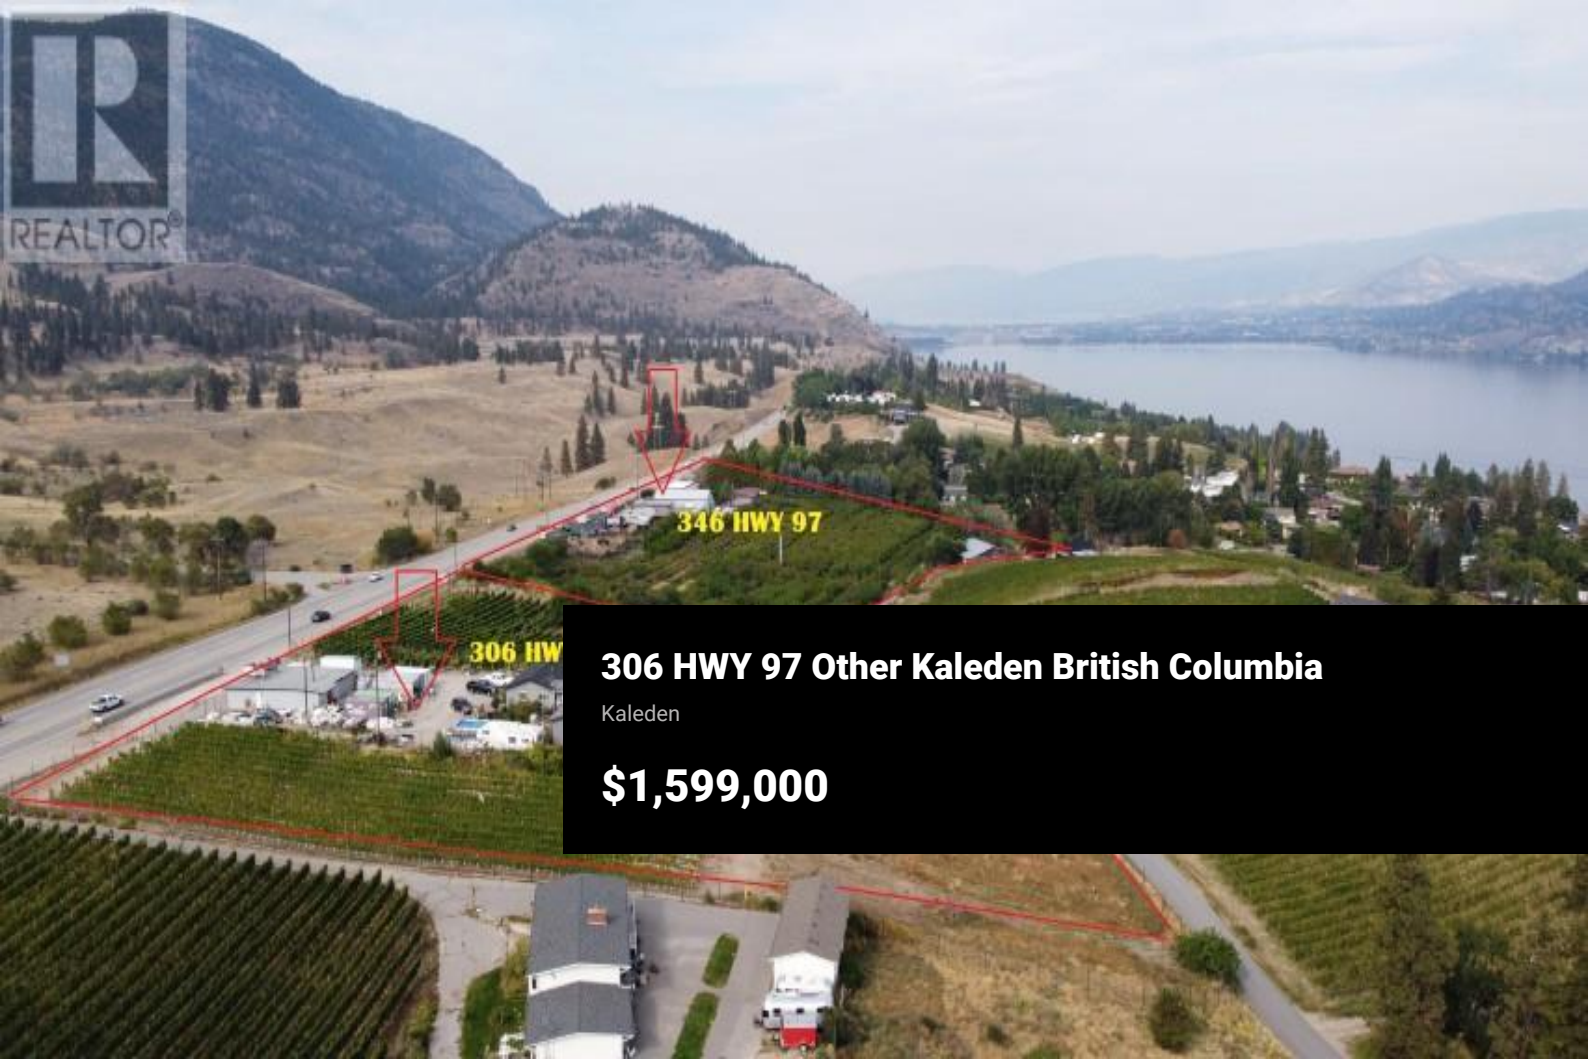 REALTOR®
346 HWY 97
306 HW
306 HWY 97 Other Kaleden British Columbia
Kaleden
$1,599,000